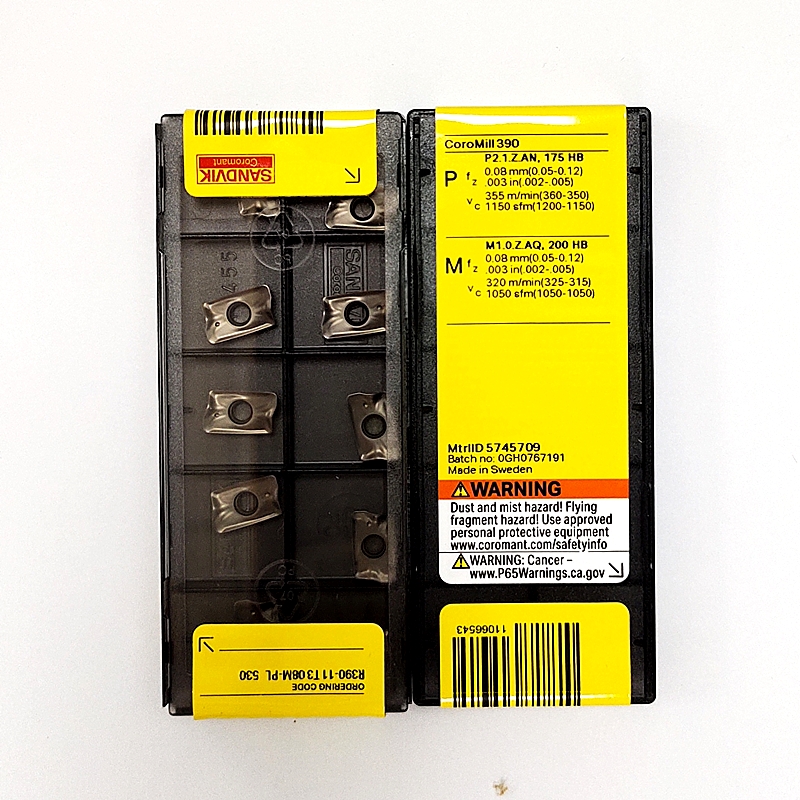 SANDVIK
Coromant
455
SAN
ORDERING CODE
R390-11 T3 08M-PL 530
CoroMill 390
P2.1.Z.AN, 175 HB
P fz 0.08 mm(0.05-0.12)
.003 in(.002-.005)
vc 355 m/min(360-350)
1150 sfm(1200-1150)
M1.0.Z.AQ, 200 HB
M fz 0.08 mm(0.05-0.12)
.003 in(.002-.005)
vc 320 m/min(325-315)
1050 sfm(1050-1050)
MtrlID 5745709
Batch no: 0GH0767191
Made in Sweden
WARNING
Dust and mist hazard! Flying
fragment hazard! Use approved
personal protective equipment
www.coromant.com/safetyinfo
WARNING: Cancer –
www.P65Warnings.ca.gov
11066543